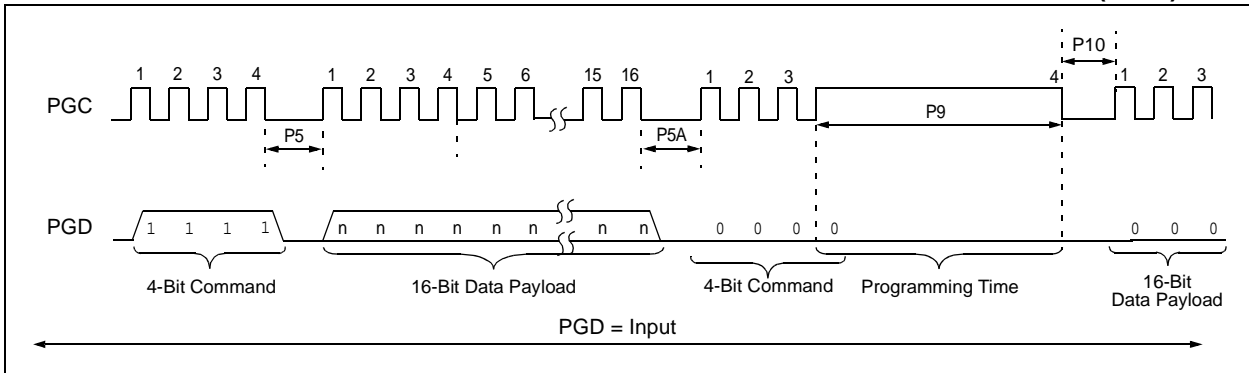 P10
1 2 3 4 1 2 3 4 5 6 15 16 1 2 3 4 1 2 3
PGC
P5 P5A P9
PGD 1 1 1 1 n n n n n n n n 0 0 0 0 0 0 0
4-Bit Command 16-Bit Data Payload 4-Bit Command Programming Time 16-Bit
Data Payload
PGD = Input